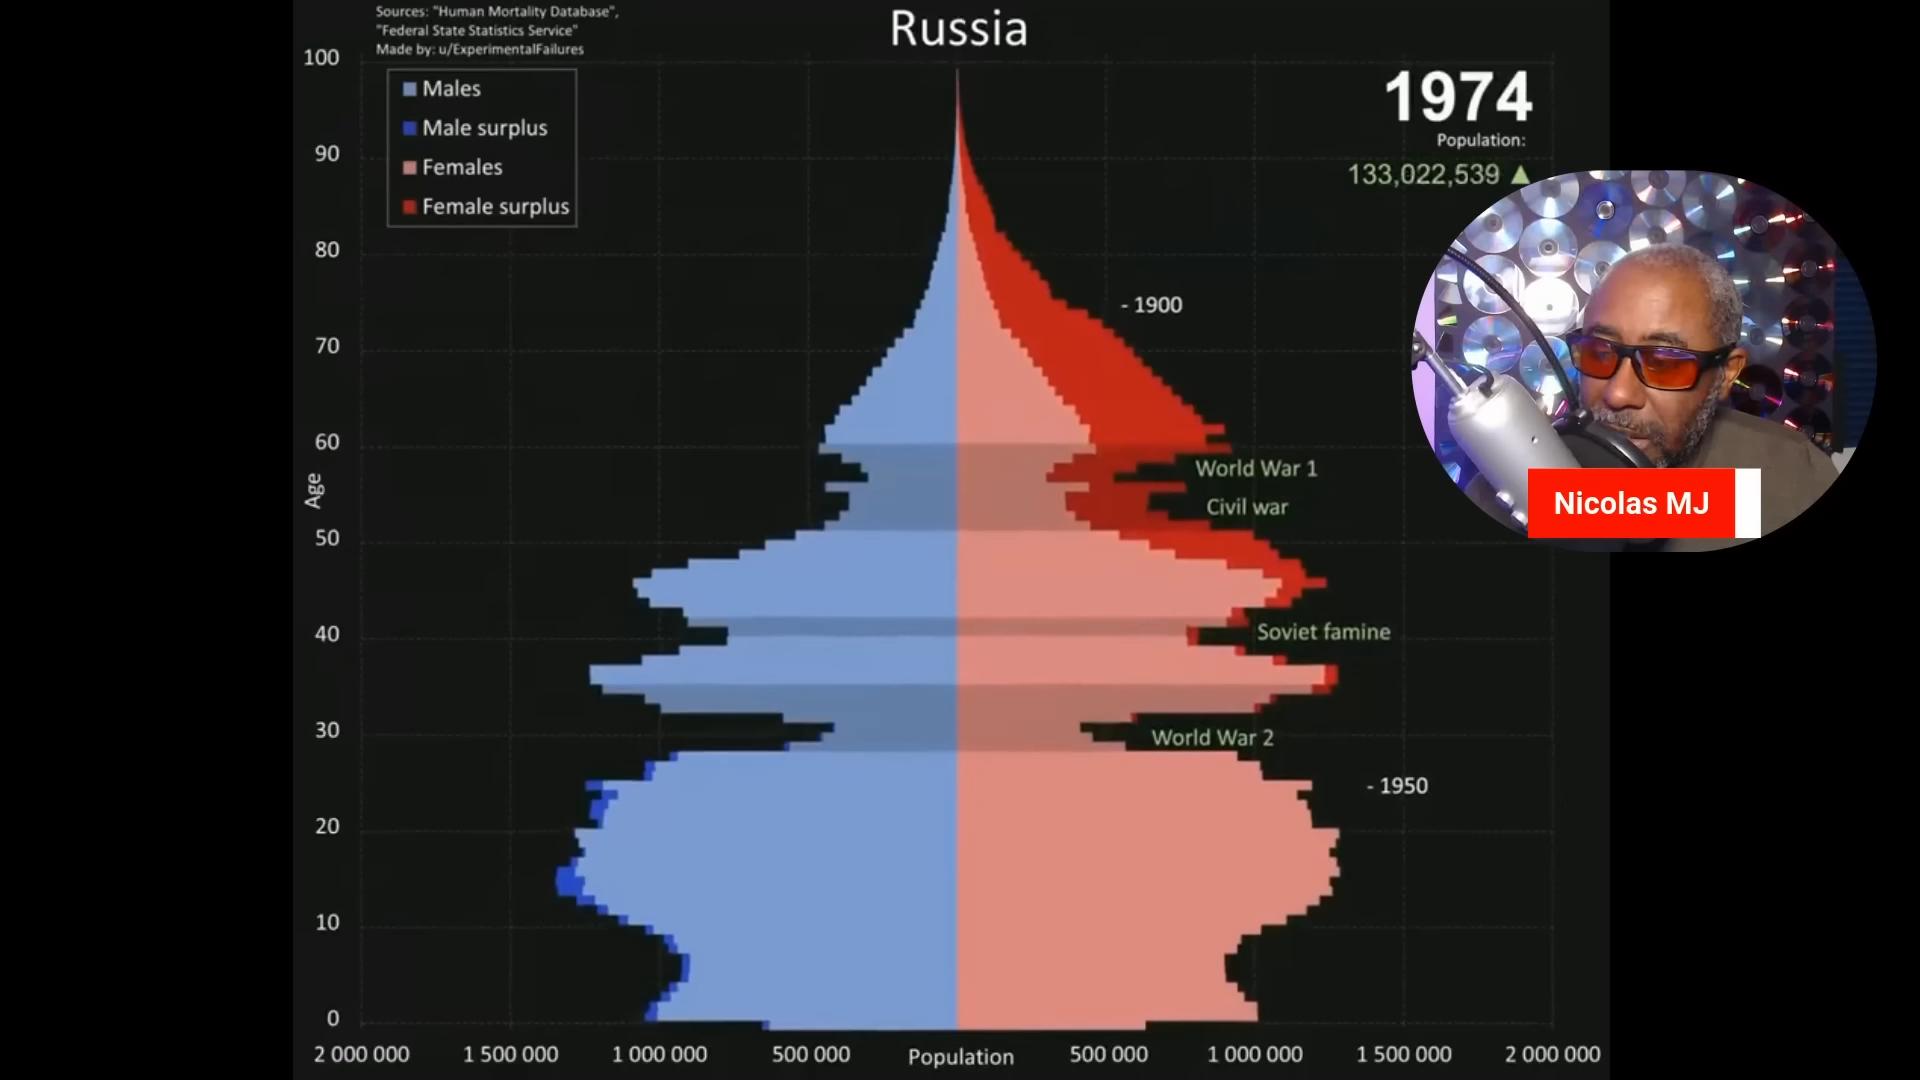 Sources: "Human Mortality Database",
"Federal State Statistics Service"
Made by: u/ExperimentalFailures
Russia
1974
Population:
133,022,539 ▲
Males
Male surplus
Females
Female surplus
100
90
80
70
60
50
40
30
20
10
0
Age
- 1900
World War 1
Civil war
Soviet famine
World War 2
- 1950
Nicolas MJ
2 000 000
1 500 000
1 000 000
500 000
Population
500 000
1 000 000
1 500 000
2 000 000